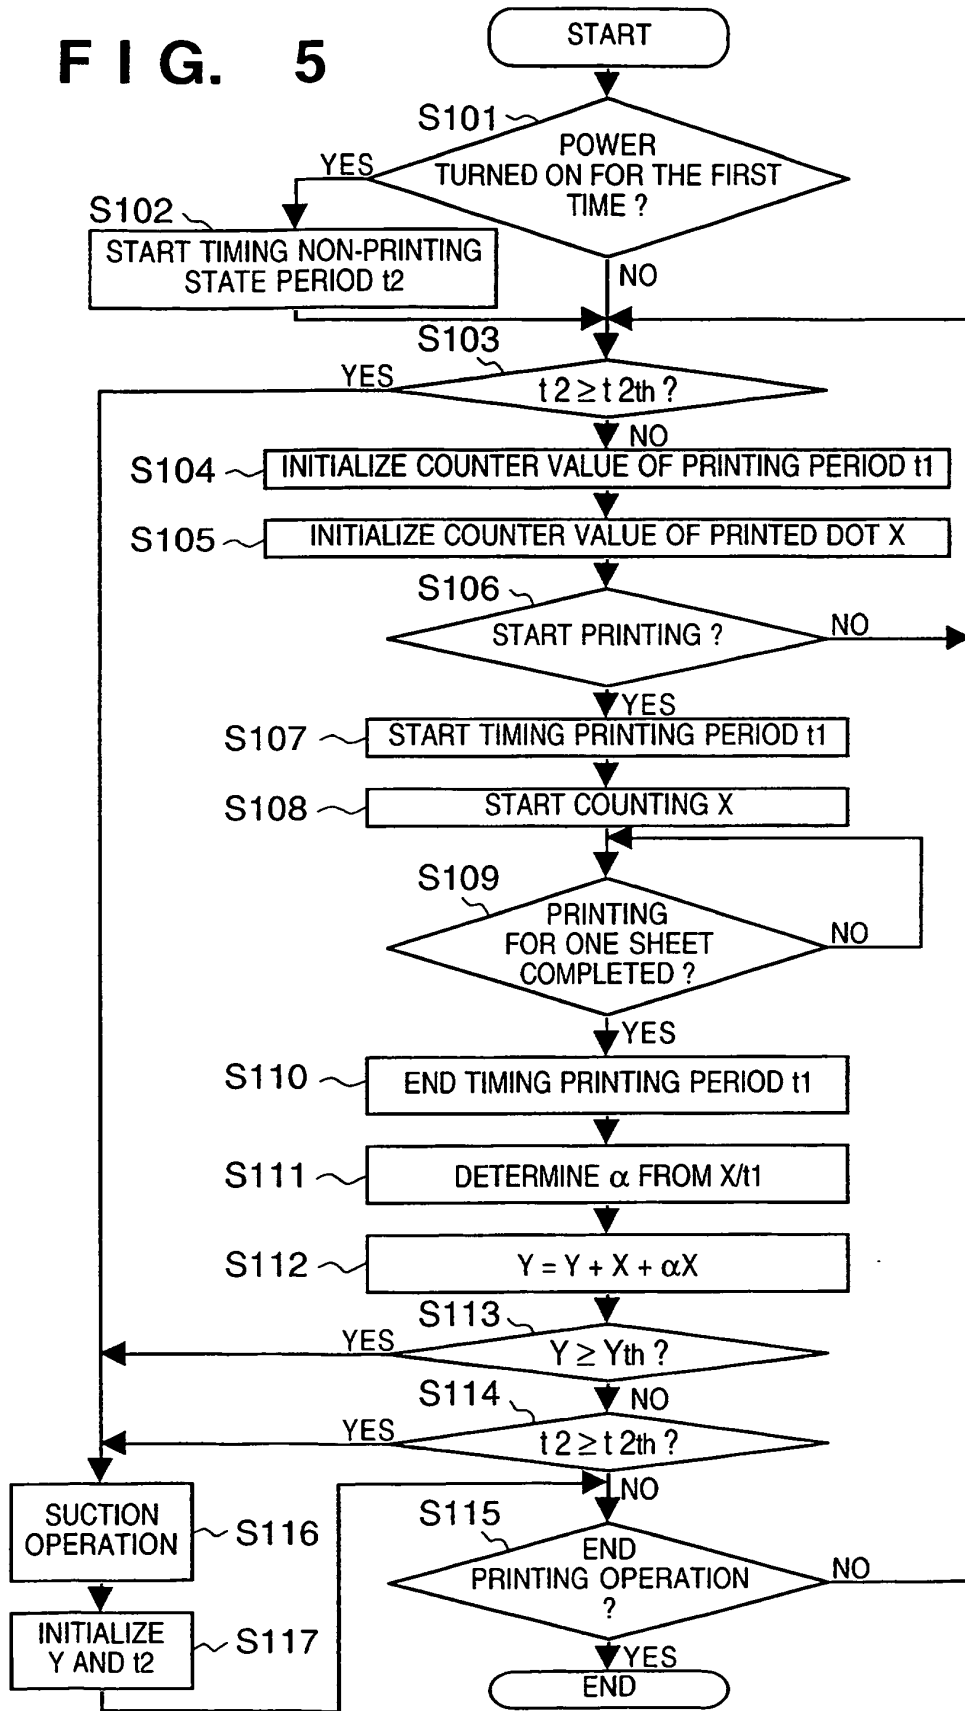 FIG. 5
START
S101
POWER
TURNED ON FOR THE FIRST
TIME ?
YES
NO
S102
START TIMING NON-PRINTING
STATE PERIOD t2
S103
t 2 ≥ t 2th ?
YES
NO
S104
INITIALIZE COUNTER VALUE OF PRINTING PERIOD t1
S105
INITIALIZE COUNTER VALUE OF PRINTED DOT X
S106
START PRINTING ?
NO
YES
S107
START TIMING PRINTING PERIOD t1
S108
START COUNTING X
S109
PRINTING
FOR ONE SHEET
COMPLETED ?
NO
YES
S110
END TIMING PRINTING PERIOD t1
S111
DETERMINE α FROM X/t1
S112
Y = Y + X + αX
S113
Y ≥ Yth ?
YES
NO
S114
t 2 ≥ t 2th ?
YES
NO
S115
END
PRINTING OPERATION
?
NO
YES
END
SUCTION
OPERATION
S116
INITIALIZE
Y AND t2
S117